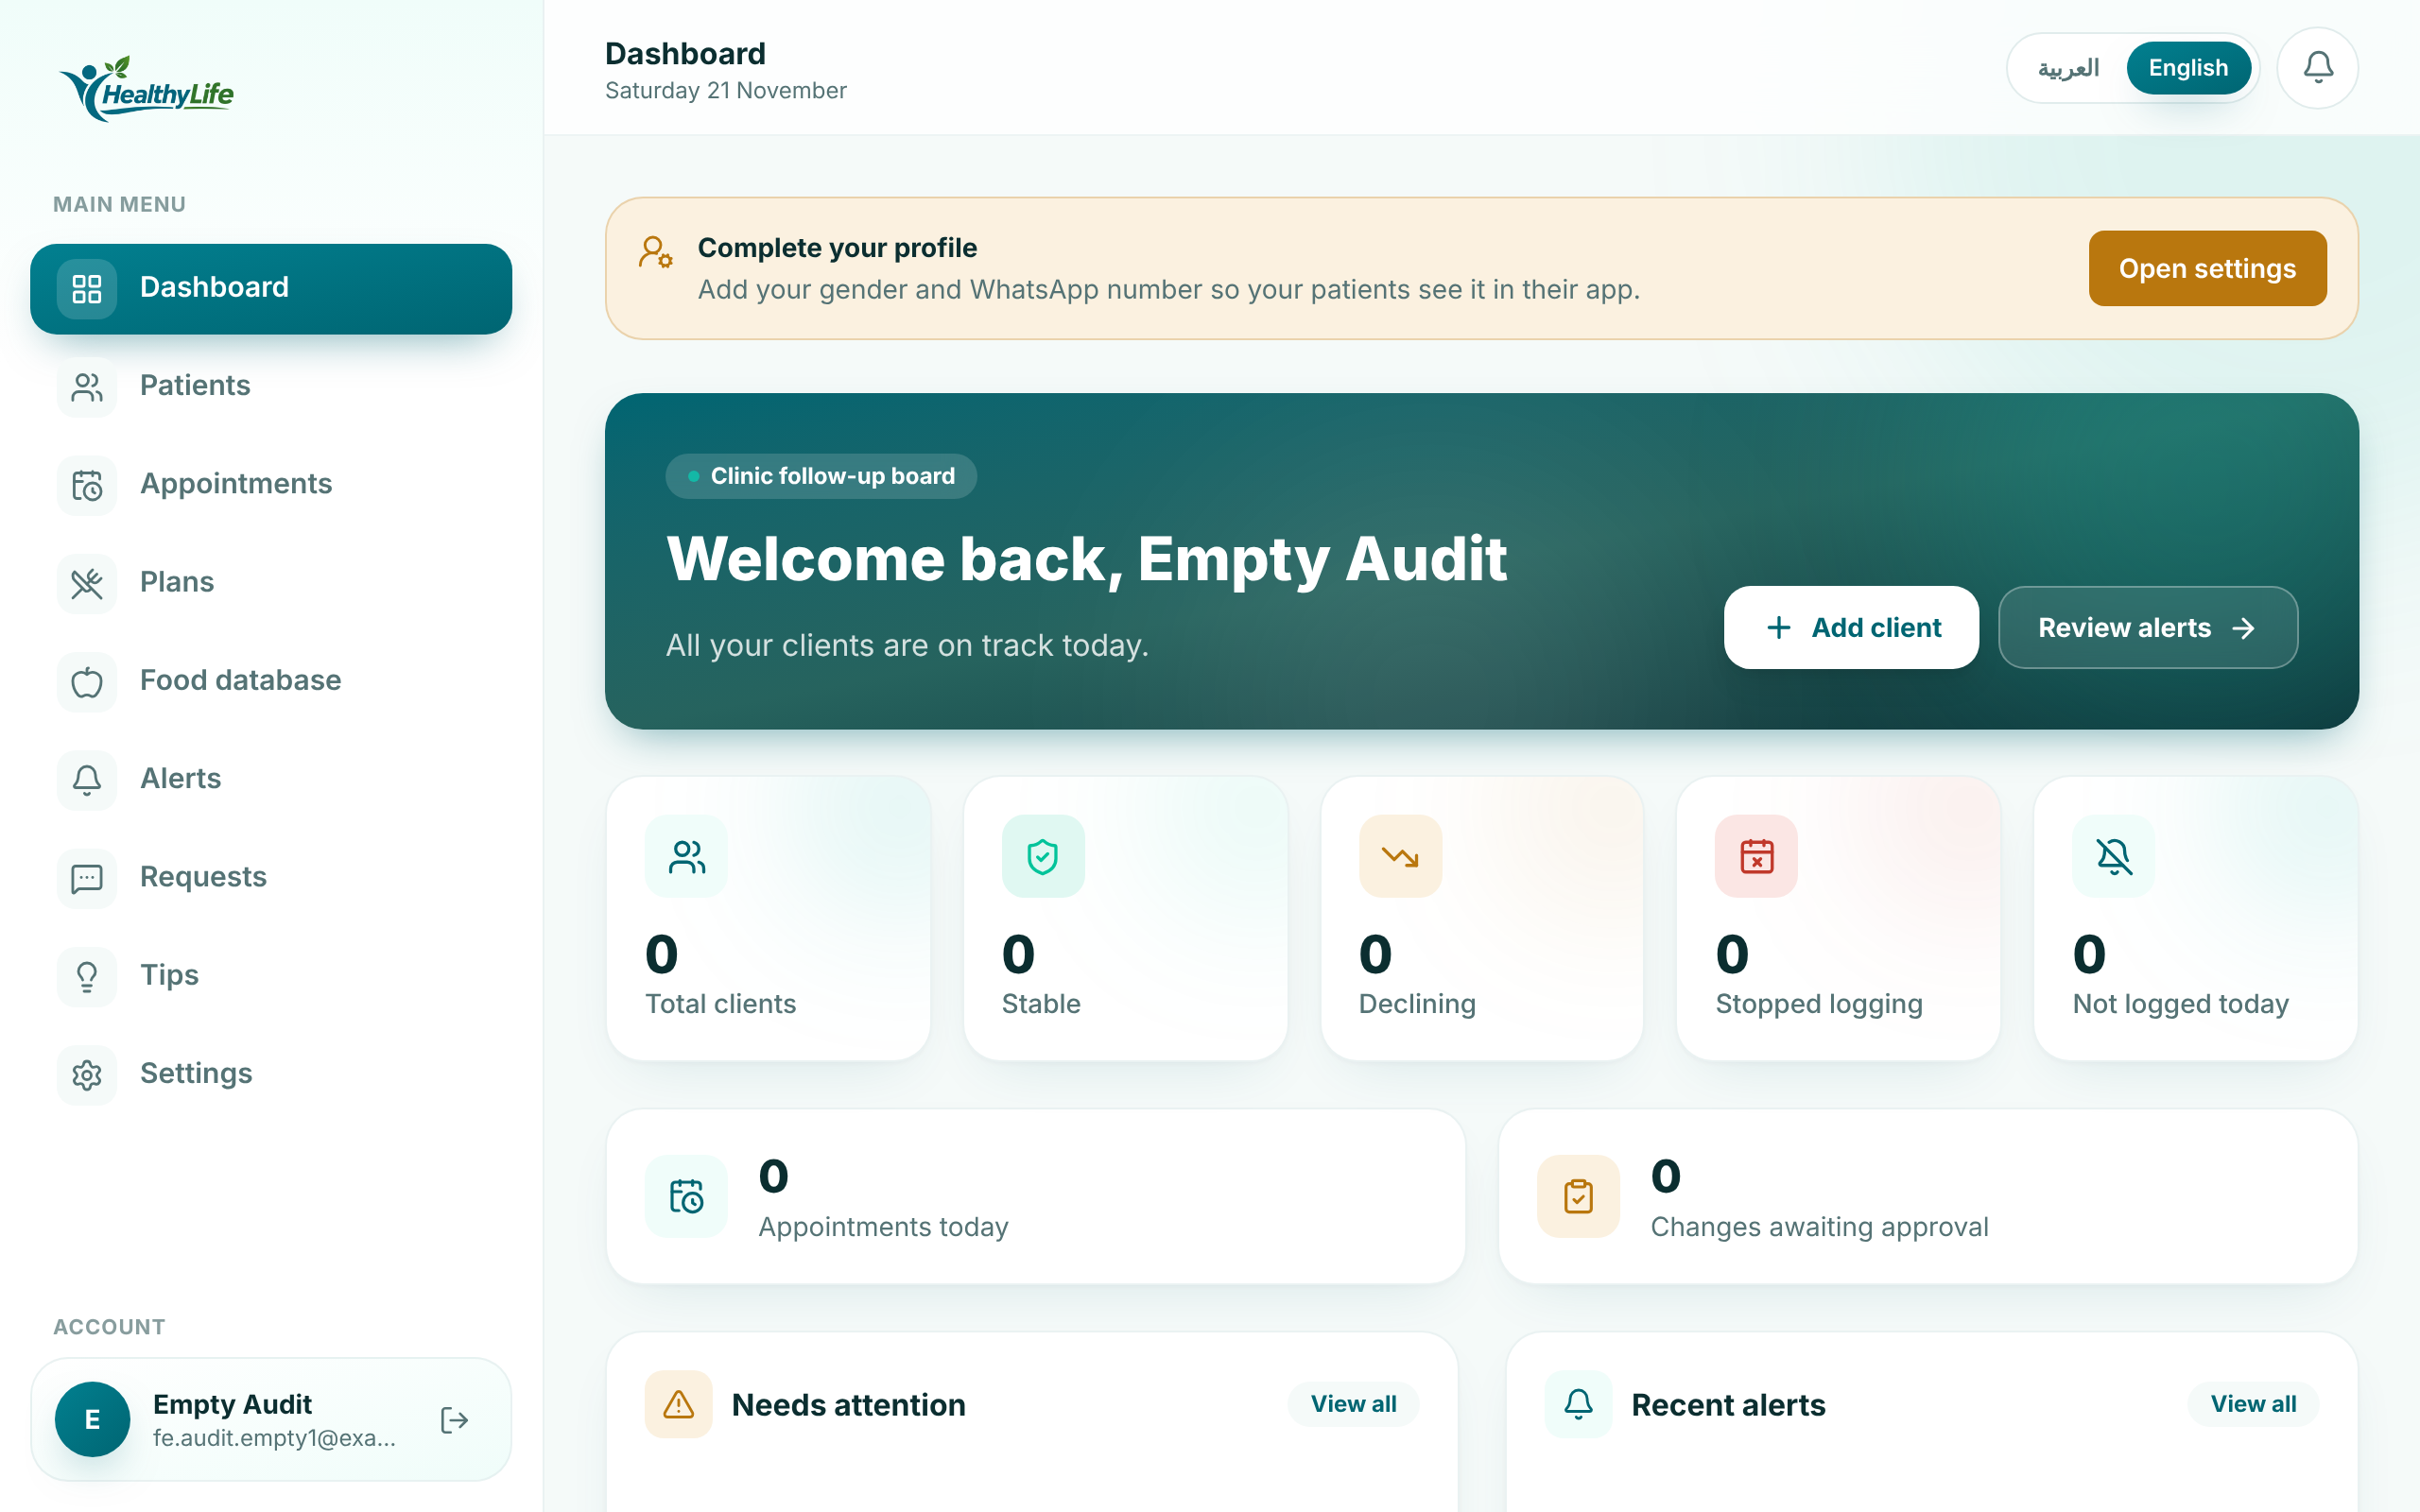 HealthyLife
MAIN MENU
Dashboard
Patients
Appointments
Plans
Food database
Alerts
Requests
Tips
Settings
ACCOUNT
E
Empty Audit
fe.audit.empty1@exa...
Dashboard
Saturday 21 November
العربية
English
Complete your profile
Add your gender and WhatsApp number so your patients see it in their app.
Open settings
Clinic follow-up board
Welcome back, Empty Audit
All your clients are on track today.
Add client
Review alerts
0
Total clients
0
Stable
0
Declining
0
Stopped logging
0
Not logged today
0
Appointments today
0
Changes awaiting approval
Needs attention
View all
Recent alerts
View all